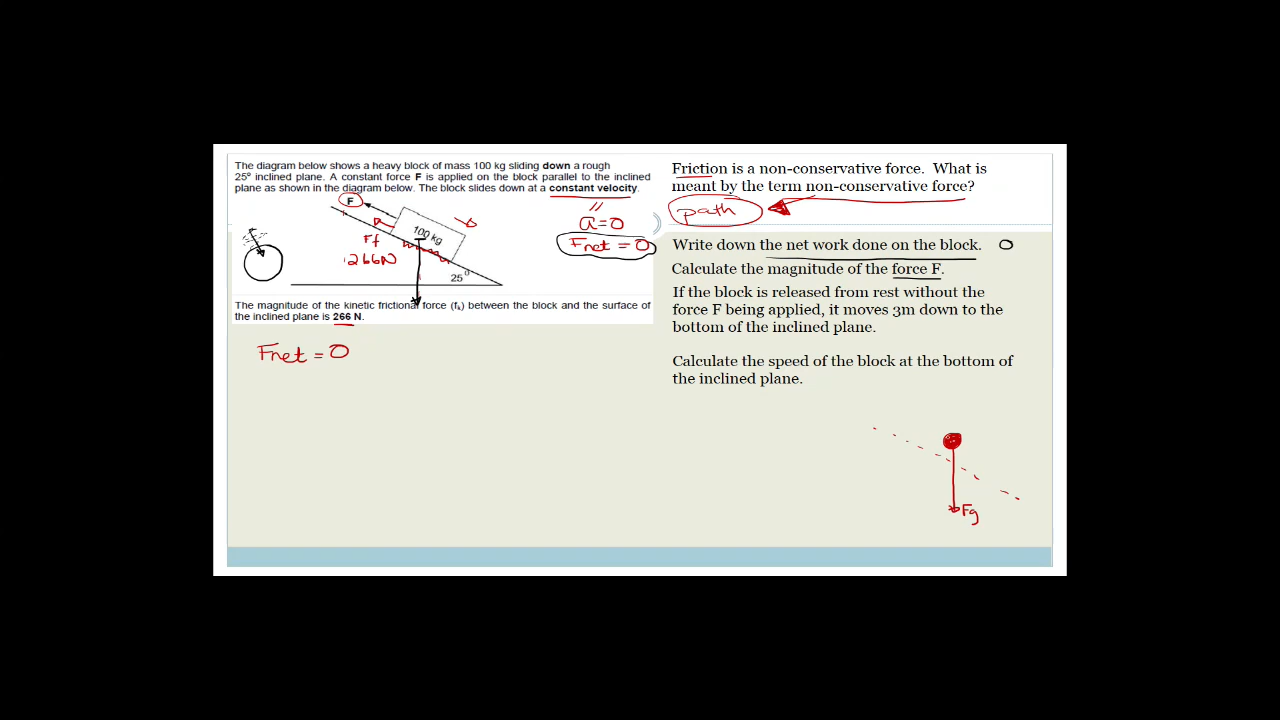 The diagram below shows a heavy block of mass 100 kg sliding down a rough
25° inclined plane. A constant force F is applied on the block parallel to the inclined
plane as shown in the diagram below. The block slides down at a constant velocity.
F
100 kg
Ff
266N
25°
a=0
Fnet = 0
The magnitude of the kinetic frictional force (fk) between the block and the surface of
the inclined plane is 266 N.
Fnet = 0
Friction is a non-conservative force. What is
meant by the term non-conservative force?
path
Write down the net work done on the block. 0
Calculate the magnitude of the force F.
If the block is released from rest without the
force F being applied, it moves 3m down to the
bottom of the inclined plane.
Calculate the speed of the block at the bottom of
the inclined plane.
Fg